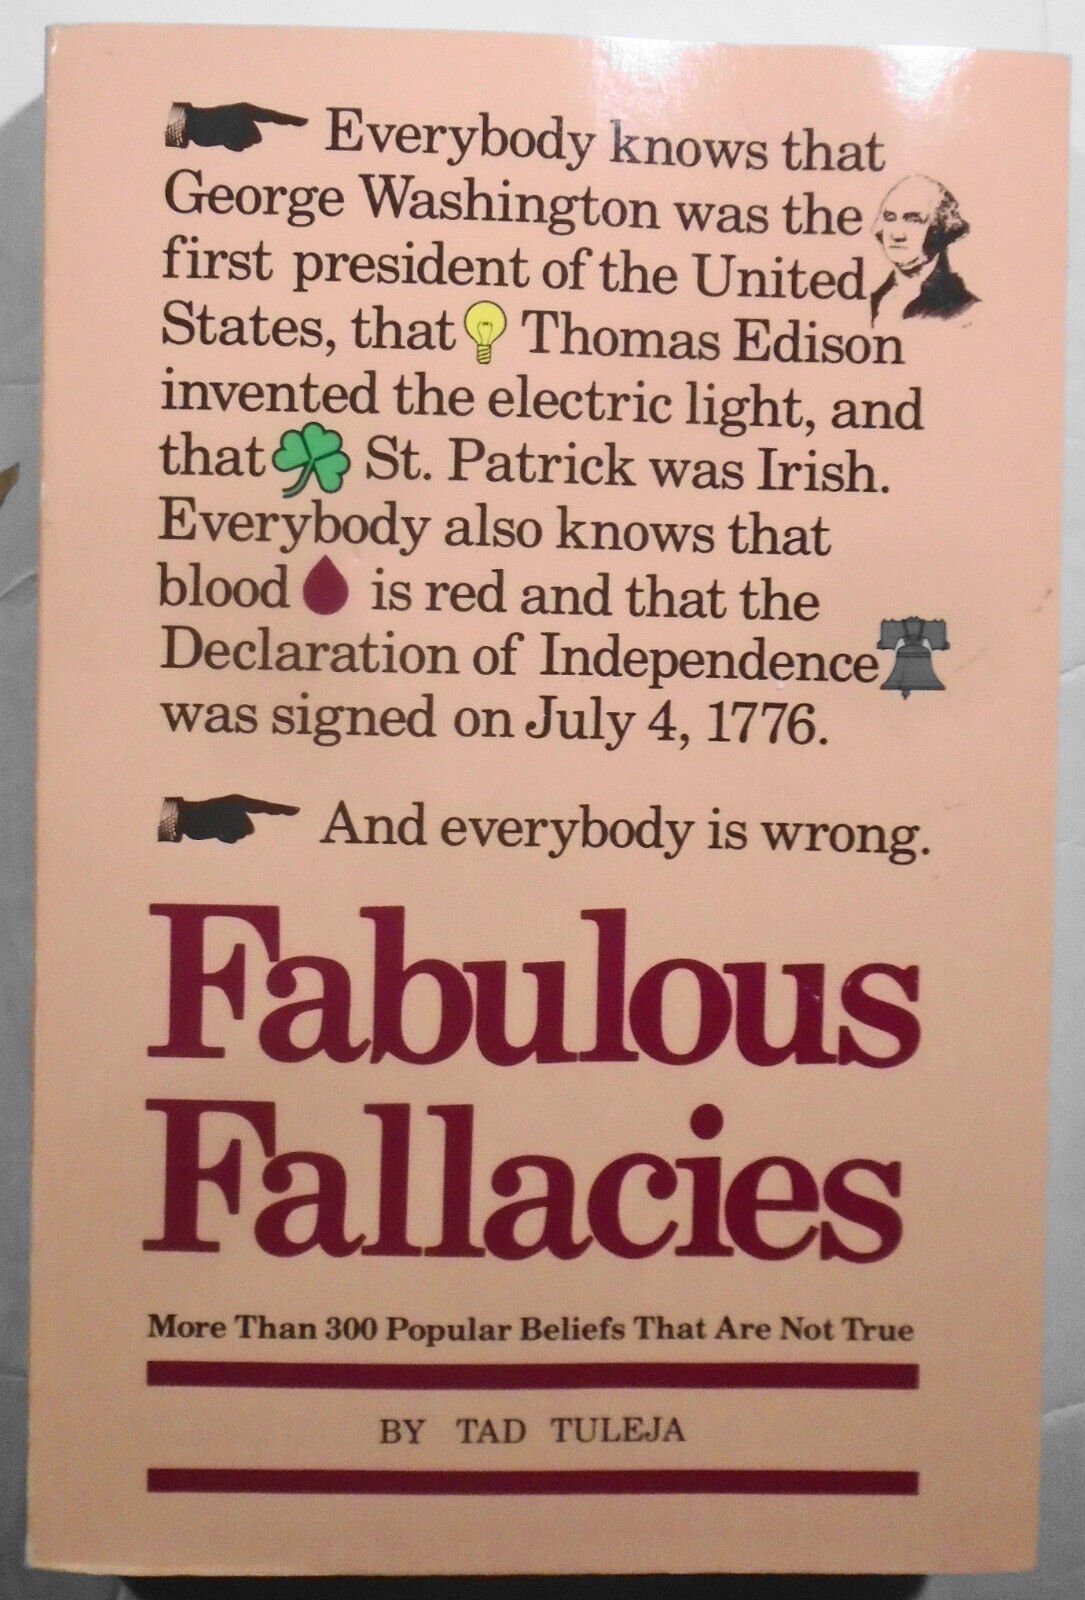 Everybody knows that
George Washington was the
first president of the United
States, that Thomas Edison
invented the electric light, and
that St. Patrick was Irish.
Everybody also knows that
blood is red and that the
Declaration of Independence
was signed on July 4, 1776.
And everybody is wrong.
Fabulous
Fallacies
More Than 300 Popular Beliefs That Are Not True
BY TAD TULEJA